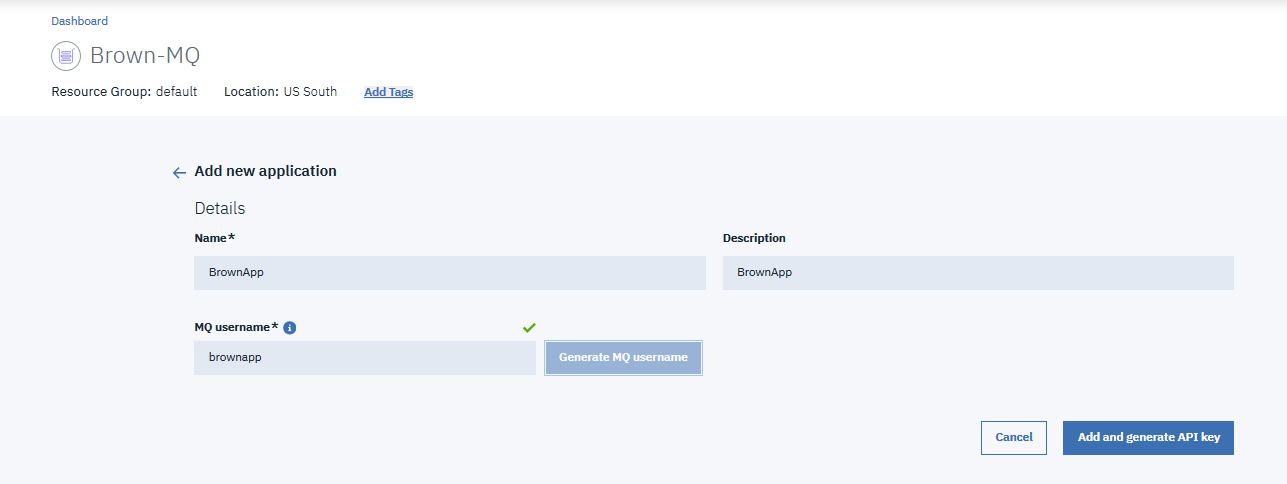 Dashboard
Brown-MQ
Resource Group: default Location: US South Add Tags
← Add new application
Details
Name* Description
BrownApp BrownApp
MQ username* i
brownapp Generate MQ username
Cancel Add and generate API key